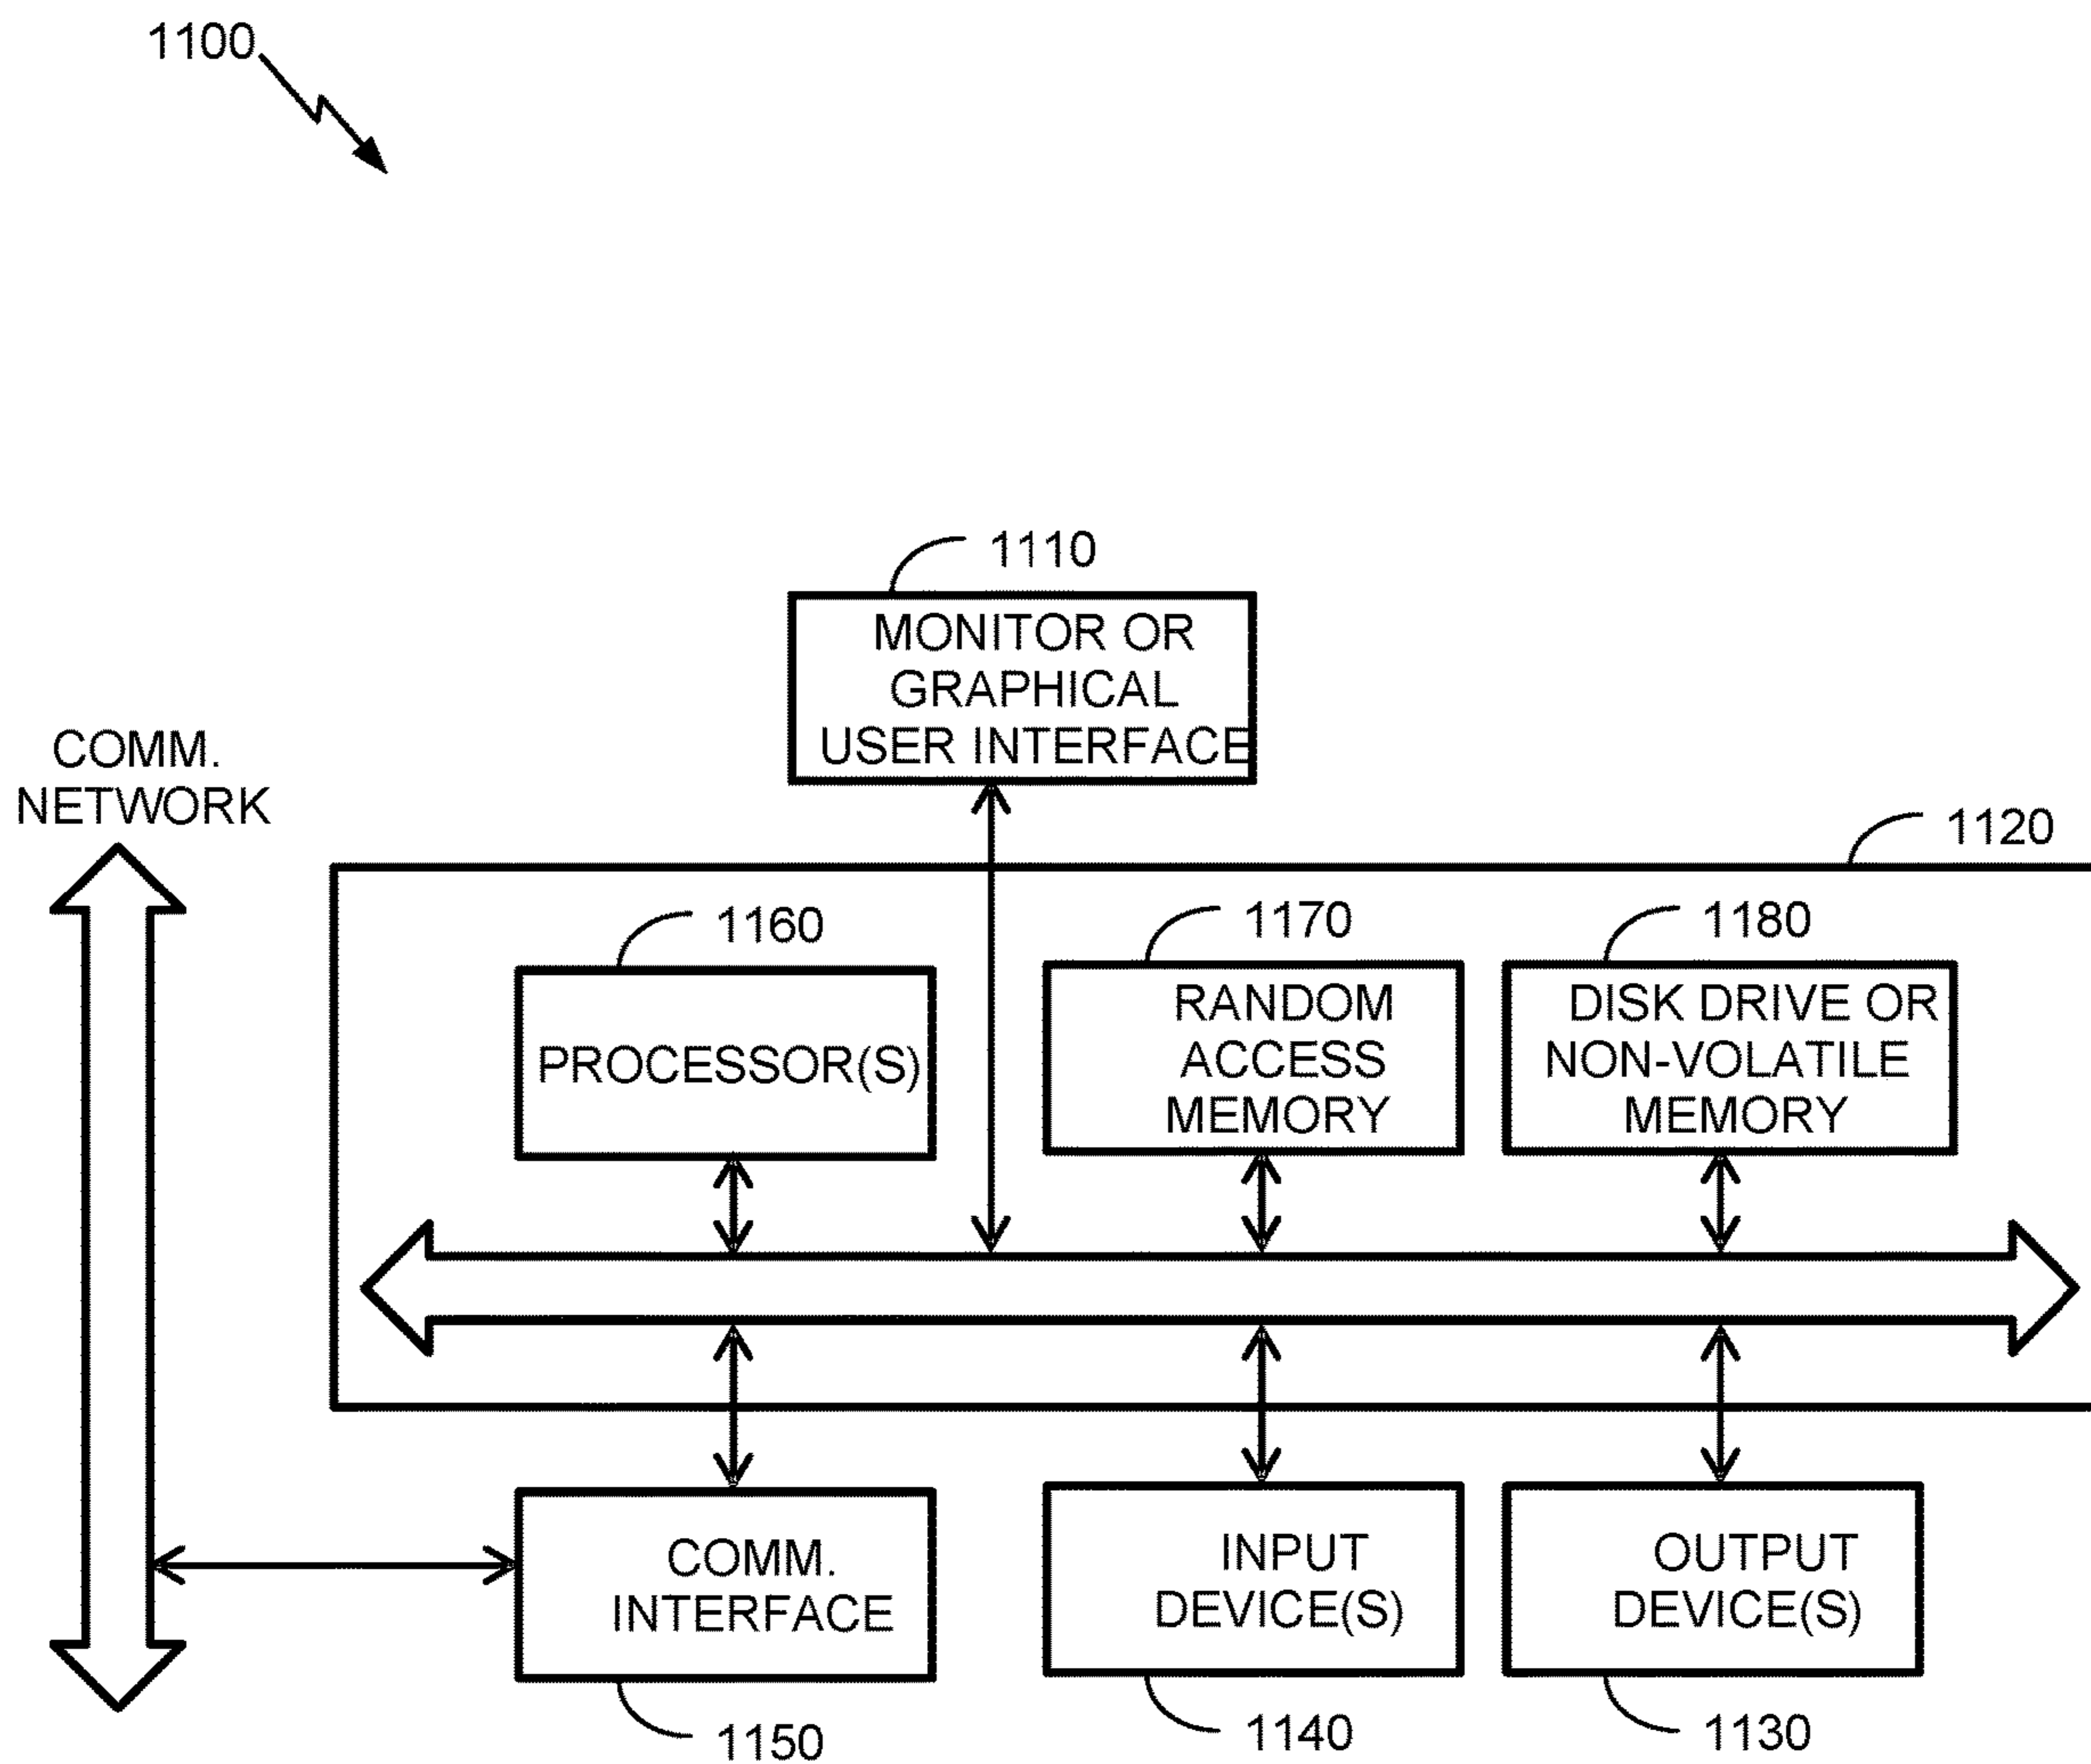 1100
1110
MONITOR OR
GRAPHICAL
USER INTERFACE
COMM.
NETWORK
1120
1160
1170
1180
PROCESSOR(S)
RANDOM
ACCESS
MEMORY
DISK DRIVE OR
NON-VOLATILE
MEMORY
COMM.
INTERFACE
INPUT
DEVICE(S)
OUTPUT
DEVICE(S)
1150
1140
1130